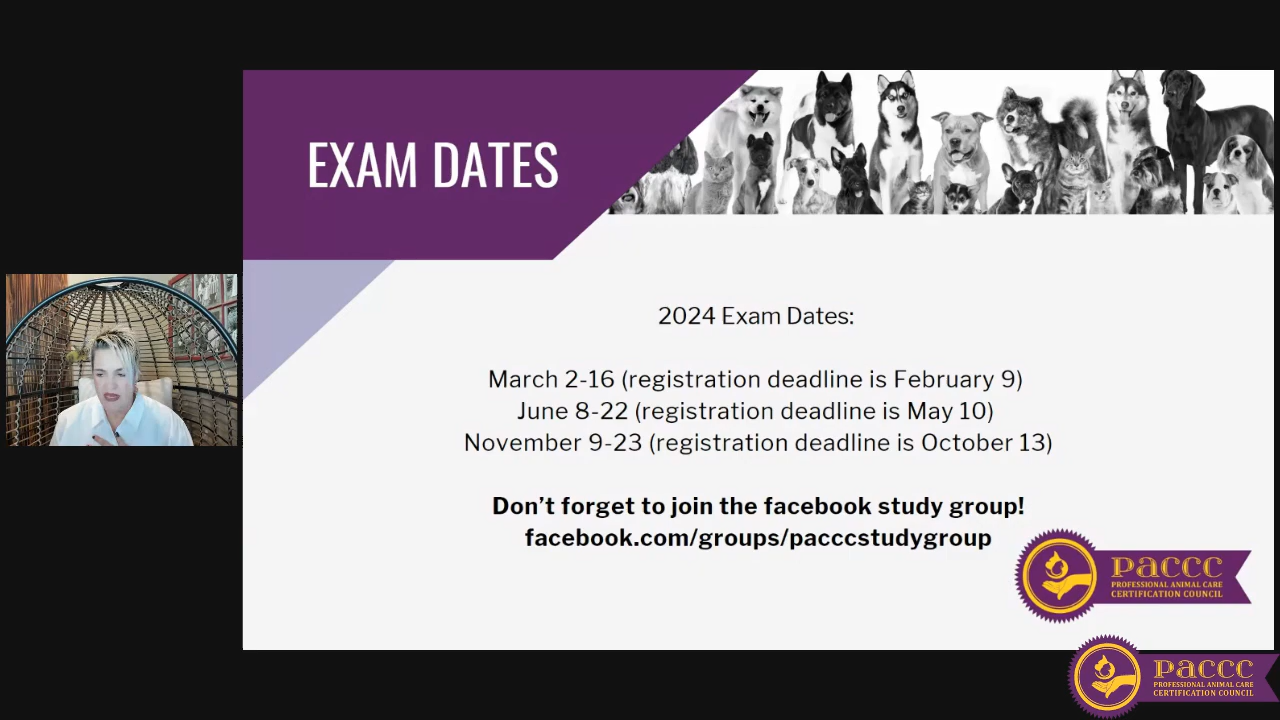 EXAM DATES
2024 Exam Dates:
March 2-16 (registration deadline is February 9)
June 8-22 (registration deadline is May 10)
November 9-23 (registration deadline is October 13)
Don’t forget to join the facebook study group!
facebook.com/groups/pacccstudygroup
PACCC
PROFESSIONAL ANIMAL CARE
CERTIFICATION COUNCIL
PACCC
PROFESSIONAL ANIMAL CARE
CERTIFICATION COUNCIL